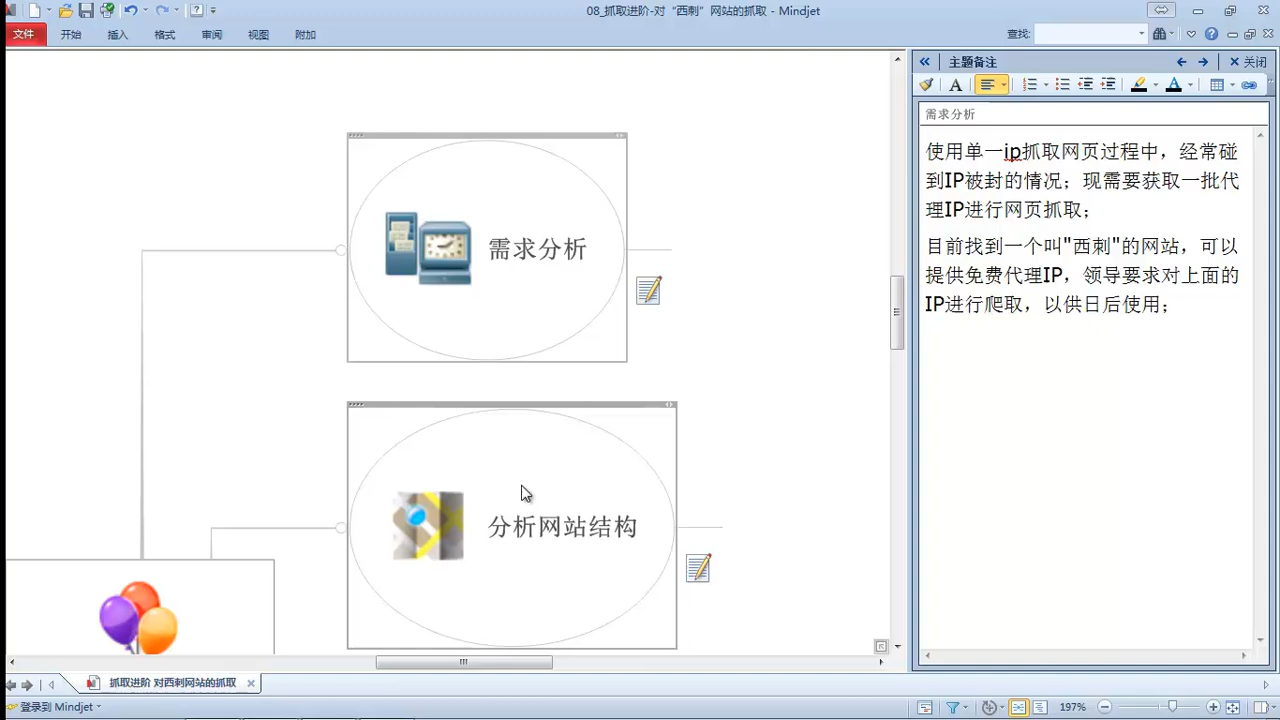 08_抓取进阶-对“西刺”网站的抓取 - Mindjet
文件 开始 插入 格式 审阅 视图 附加 查找:
主题备注 关闭
需求分析
使用单一ip抓取网页过程中，经常碰
到IP被封的情况；现需要获取一批代
理IP进行网页抓取；
目前找到一个叫"西刺"的网站，可以
提供免费代理IP，领导要求对上面的
IP进行爬取，以供日后使用；
需求分析
分析网站结构
抓取进阶 对西刺网站的抓取
登录到 Mindjet 197%